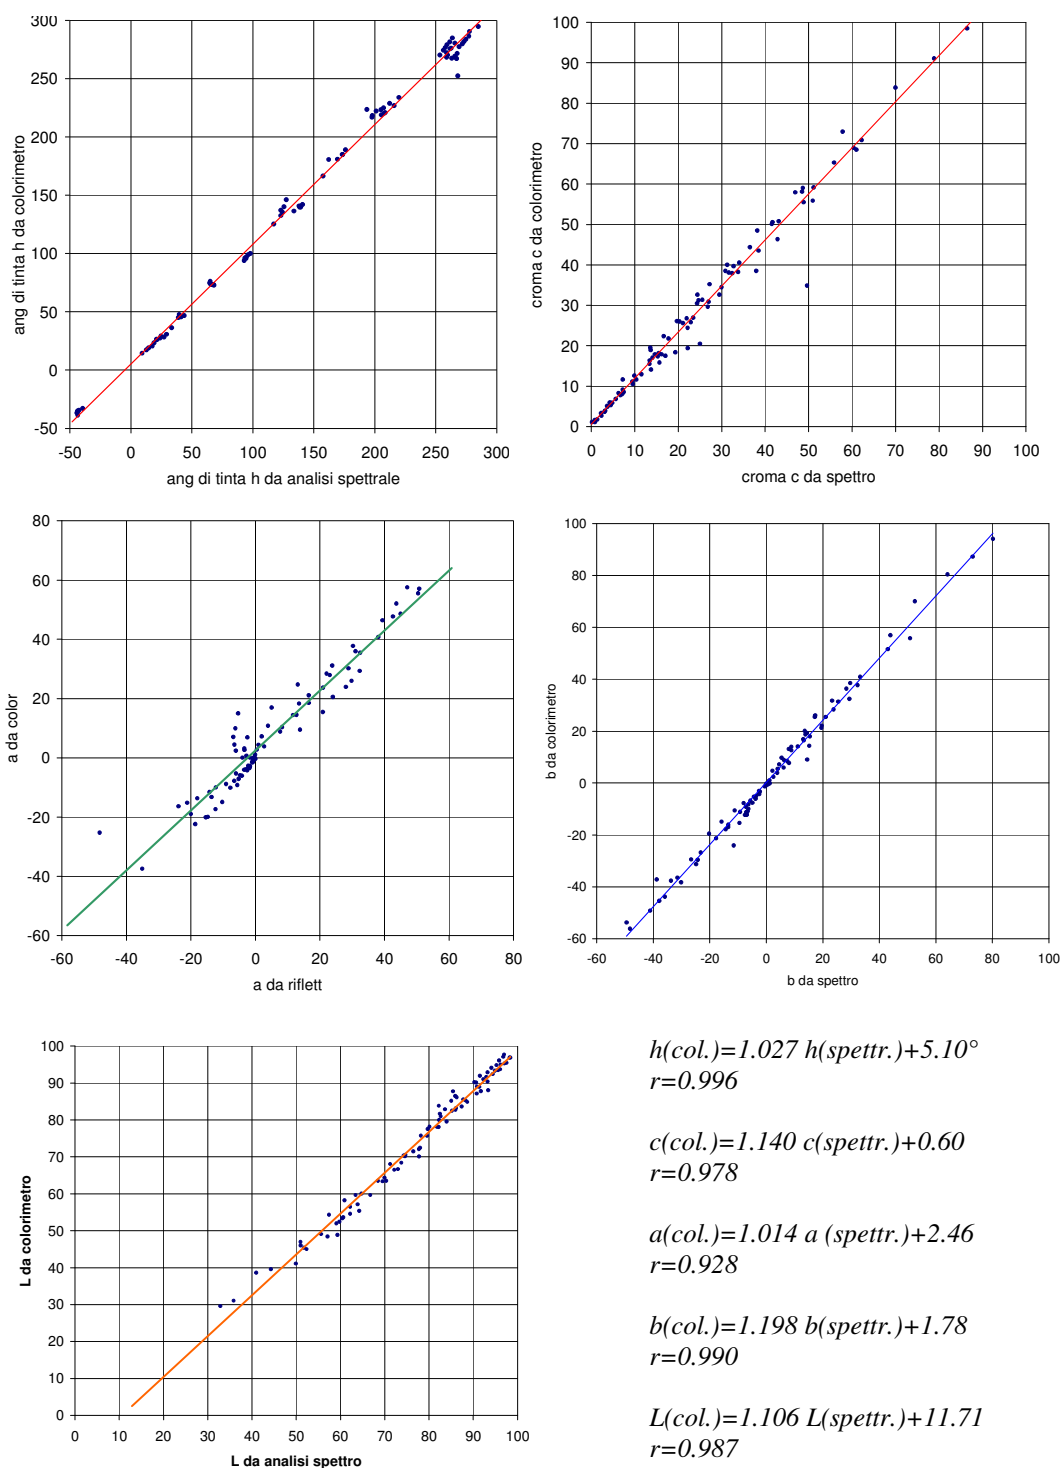 300
250
200
150
100
50
0
-50
-50 0 50 100 150 200 250 300
ang di tinta h da colorimetro
ang di tinta h da analisi spettrale
100
90
80
70
60
50
40
30
20
10
0
0 10 20 30 40 50 60 70 80 90 100
croma c da colorimetro
croma c da spettro
80
60
40
20
0
-20
-40
-60
-60 -40 -20 0 20 40 60 80
a da color
a da riflett
100
80
60
40
20
0
-20
-40
-60
-60 -40 -20 0 20 40 60 80 100
b da colorimetro
b da spettro
100
90
80
70
60
50
40
30
20
10
0
0 10 20 30 40 50 60 70 80 90 100
L da colorimetro
L da analisi spettro
h(col.)=1.027 h(spettr.)+5.10°
r=0.996
c(col.)=1.140 c(spettr.)+0.60
r=0.978
a(col.)=1.014 a (spettr.)+2.46
r=0.928
b(col.)=1.198 b(spettr.)+1.78
r=0.990
L(col.)=1.106 L(spettr.)+11.71
r=0.987